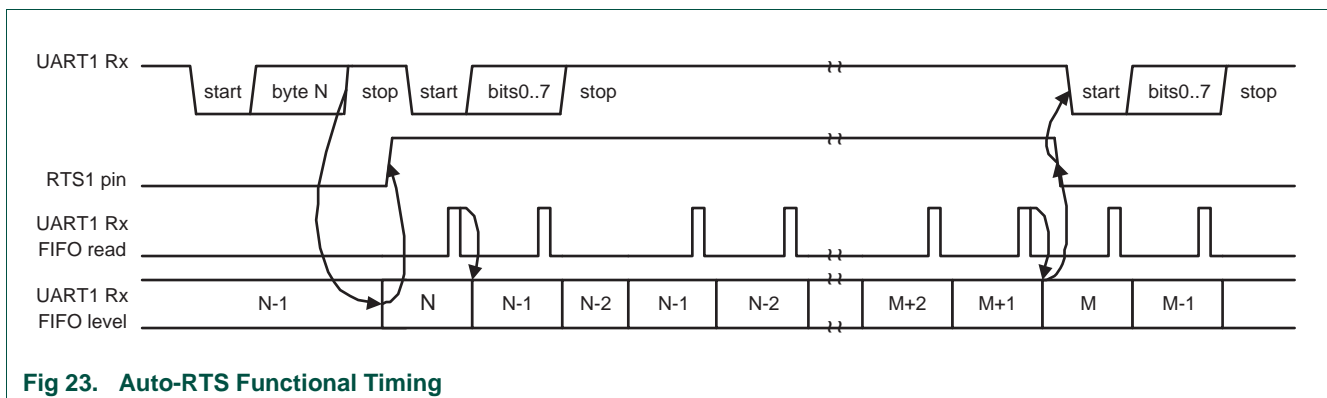 UART1 Rx
start byte N stop start bits0..7 stop start bits0..7 stop
RTS1 pin
UART1 Rx
FIFO read
UART1 Rx
FIFO level
N-1 N N-1 N-2 N-1 N-2 M+2 M+1 M M-1
Fig 23. Auto-RTS Functional Timing